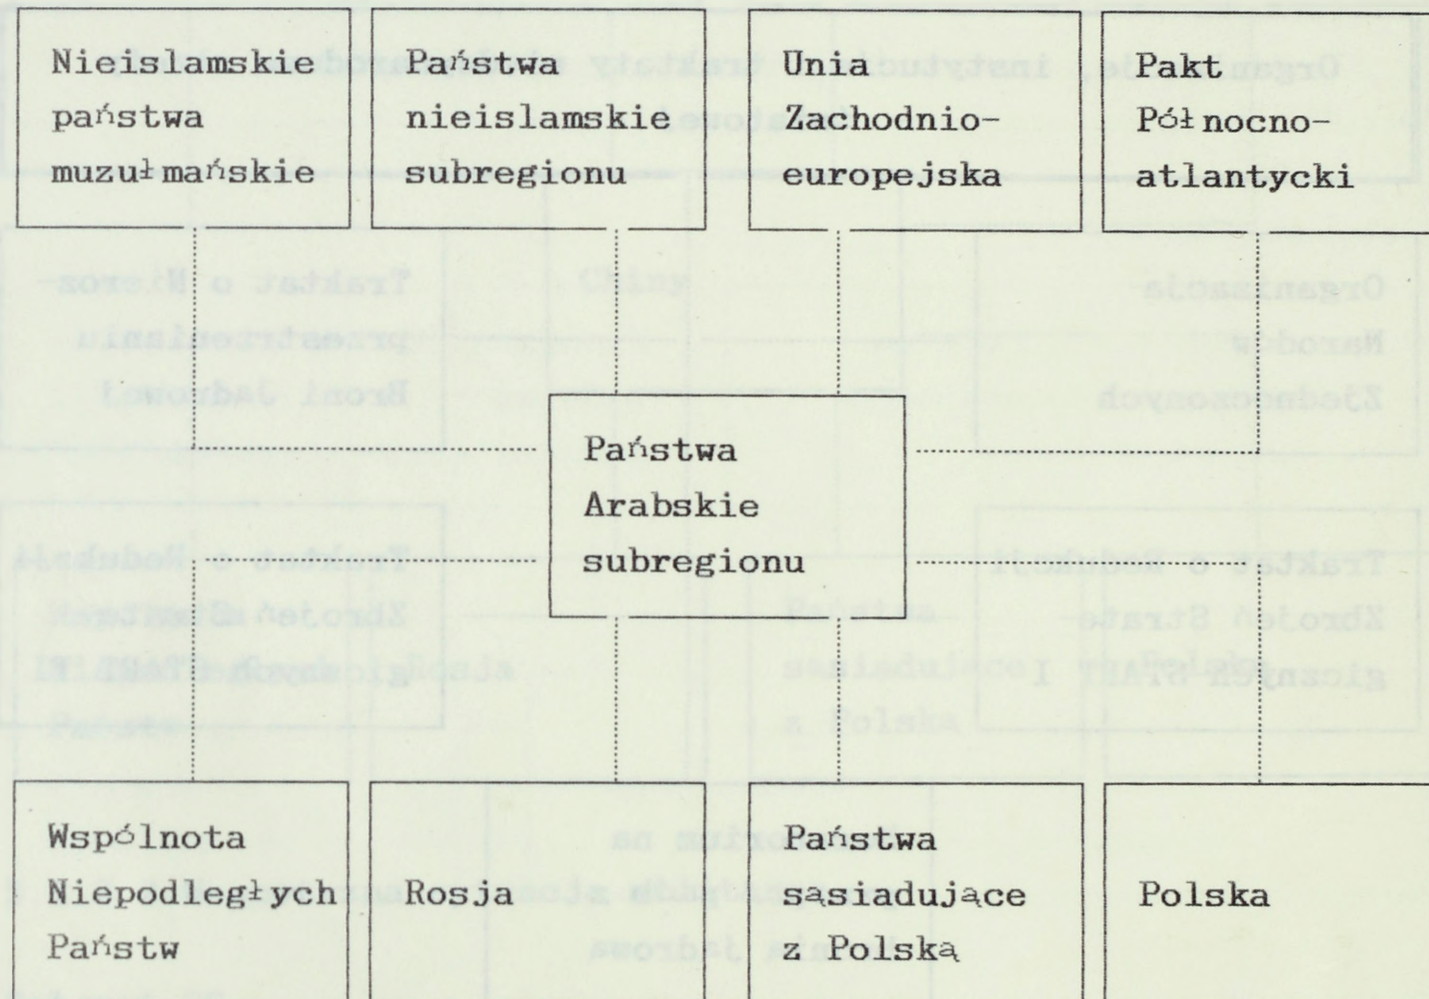 Nieislamskie
państwa
muzułmańskie
Państwa
nieislamskie
subregionu
Unia
Zachodnio-
europejska
Pakt
Północno-
atlantycki
Państwa
Arabskie
subregionu
Wspólnota
Niepodległych
Państw
Rosja
Państwa
sąsiadujące
z Polską
Polska